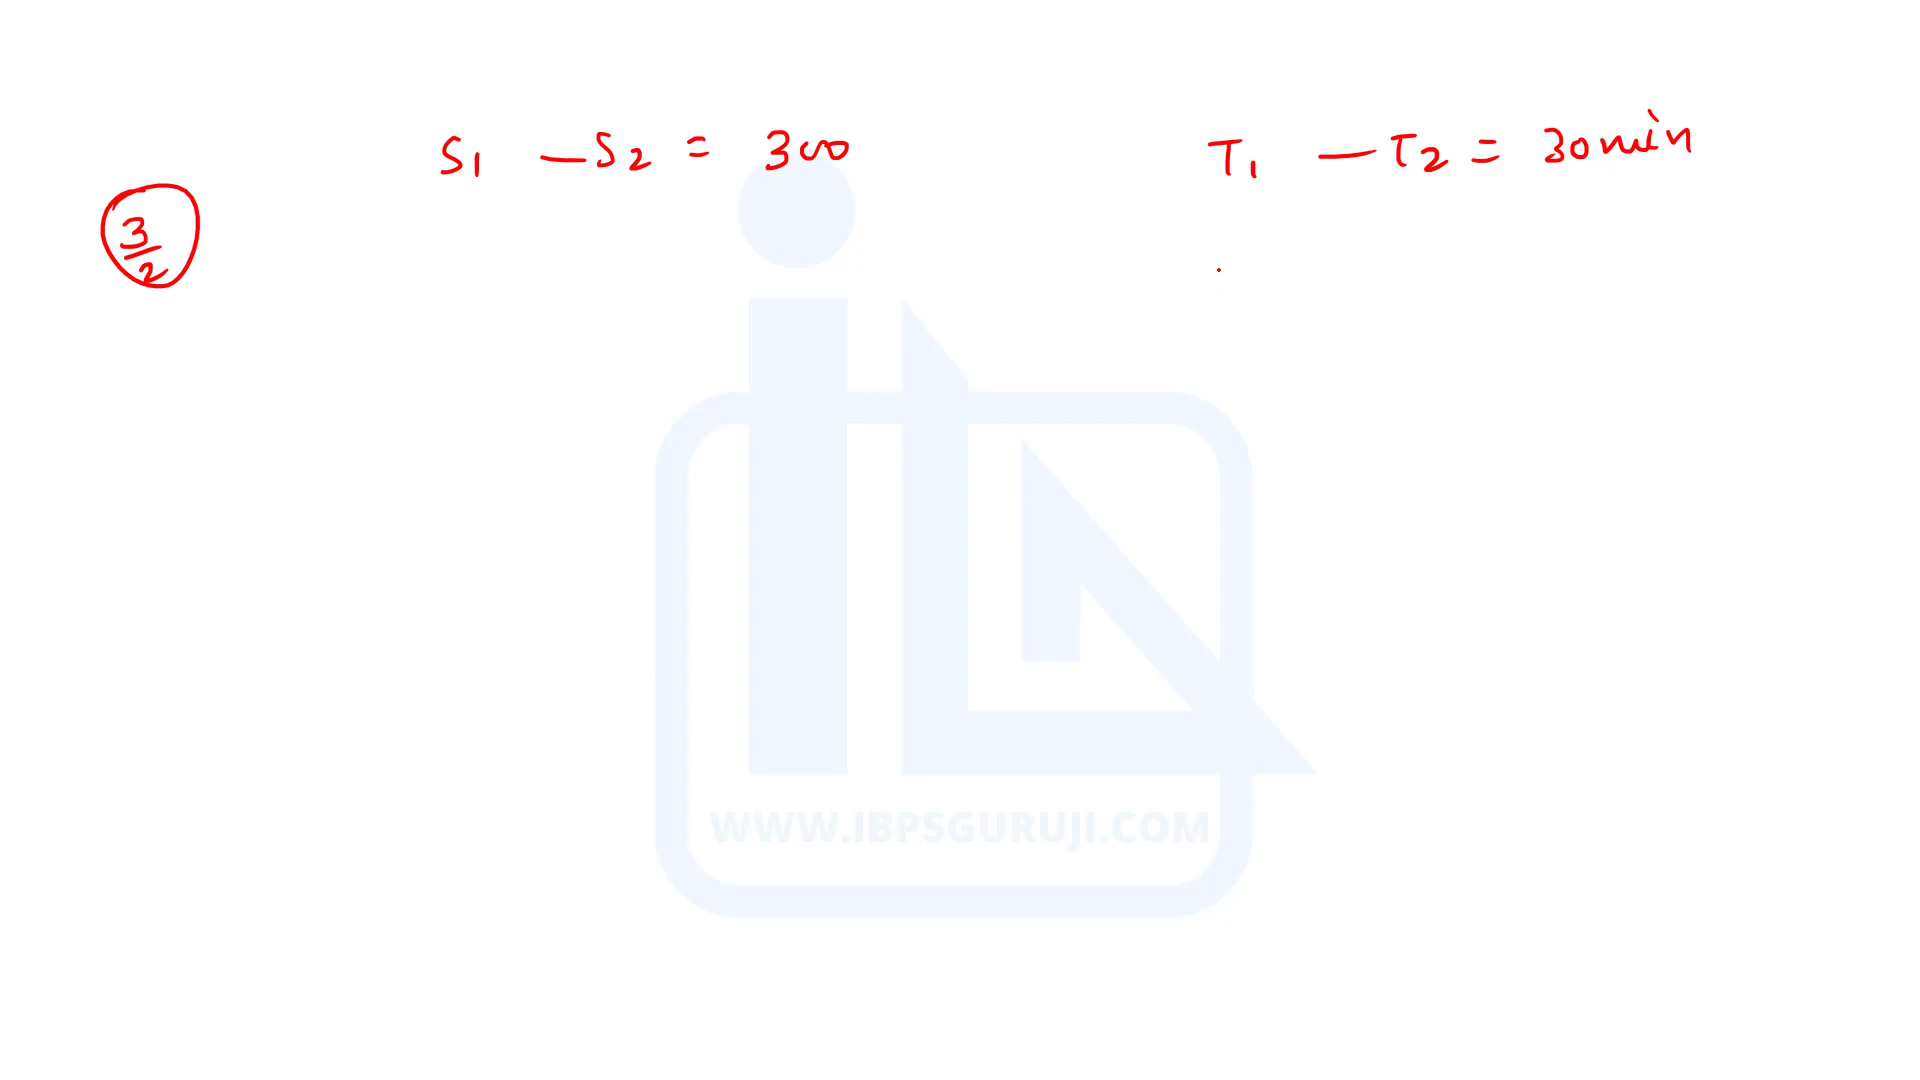 S1 — S2 = 300
T1 — T2 = 30min
3/2
WWW.IBPSGURUJI.COM